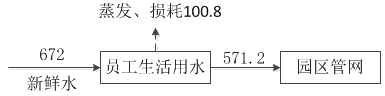 蒸发、损耗100.8
672
新鲜水
员工生活用水
571.2
园区管网